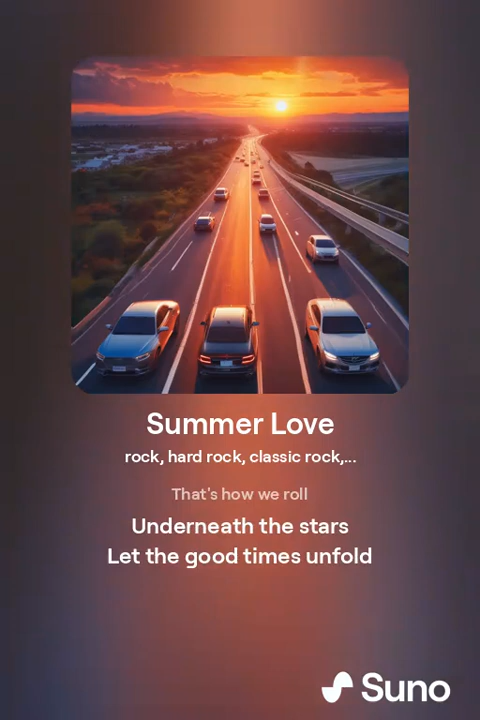 Summer Love
rock, hard rock, classic rock,...
That's how we roll
Underneath the stars
Let the good times unfold
Suno